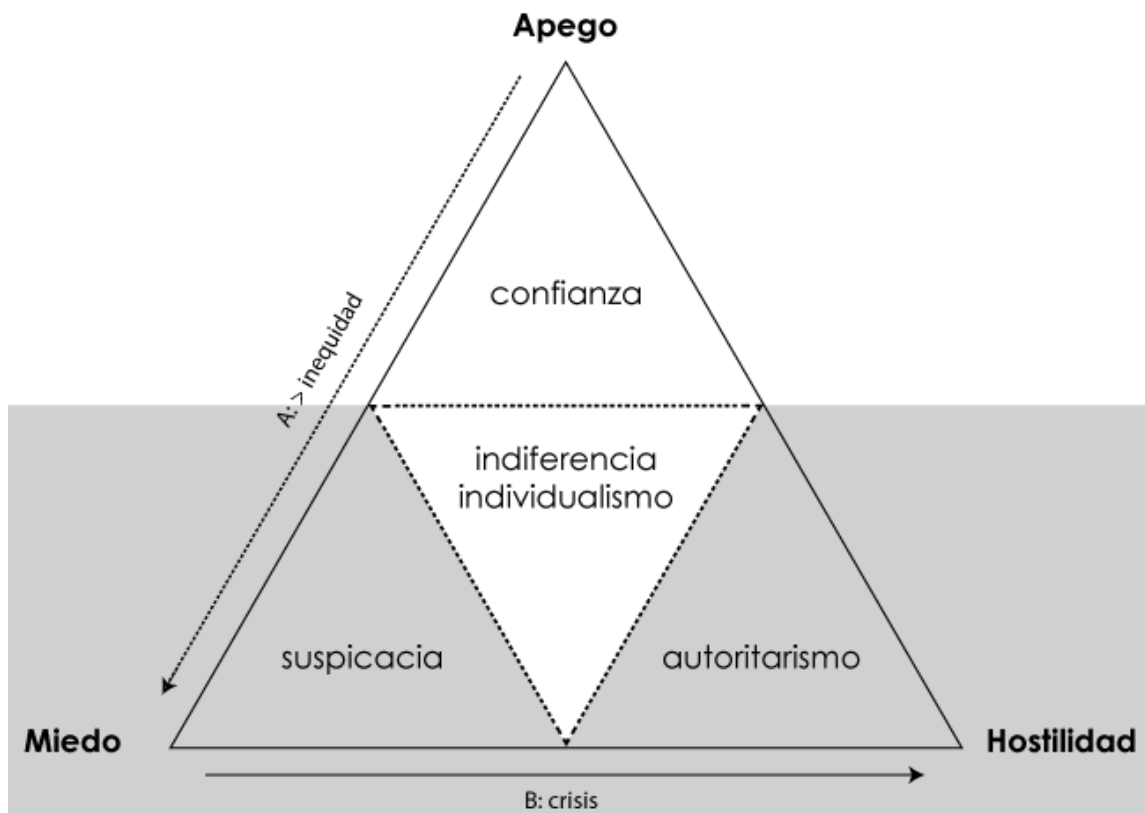 Apego
confianza
A: > inequidad
indiferencia
individualismo
suspicacia
autoritarismo
Miedo
Hostilidad
B: crisis